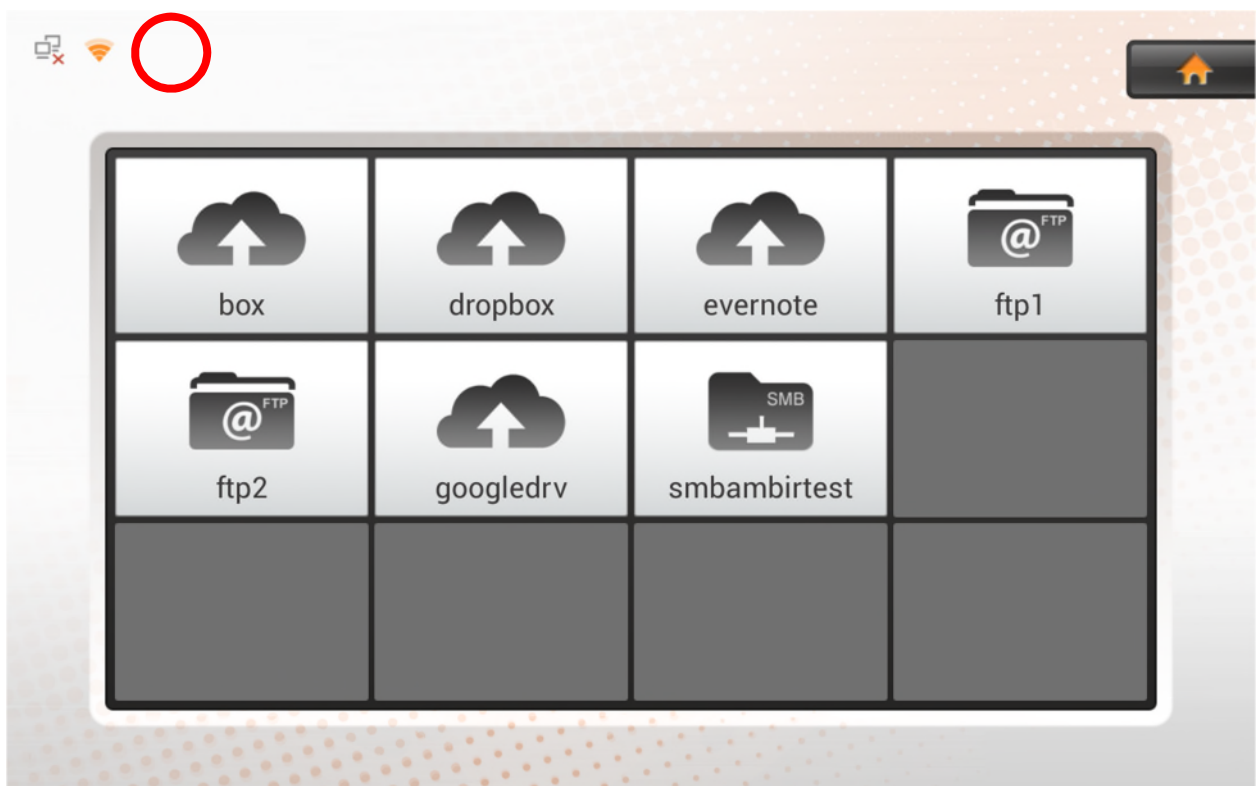 box
dropbox
evernote
@ FTP
ftp1
@ FTP
ftp2
googledrv
SMB
smbambirtest